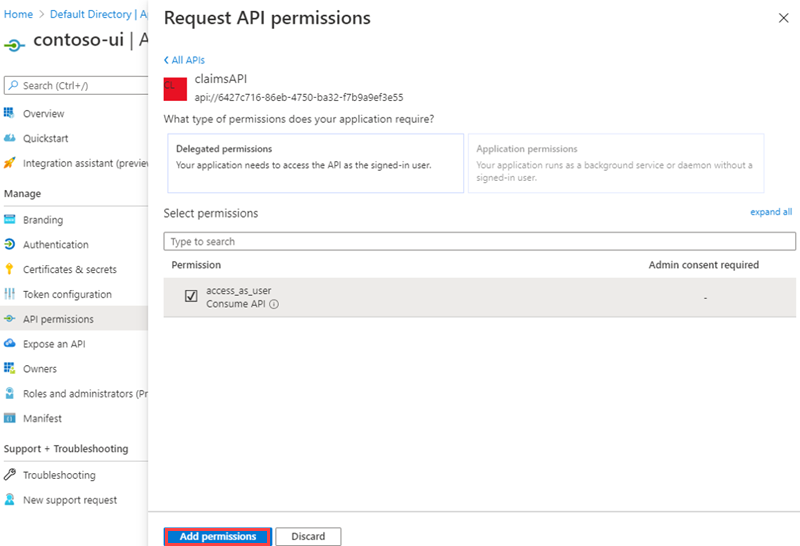 Home > Default Directory | Ap
contoso-ui | A
Search (Ctrl+/)
Overview
Quickstart
Integration assistant (preview
Manage
Branding
Authentication
Certificates & secrets
Token configuration
API permissions
Expose an API
Owners
Roles and administrators (Pr
Manifest
Support + Troubleshooting
Troubleshooting
New support request
Request API permissions
All APIs
CL
claimsAPI
api://6427c716-86eb-4750-ba32-f7b9a9ef3e55
What type of permissions does your application require?
Delegated permissions
Your application needs to access the API as the signed-in user.
Application permissions
Your application runs as a background service or daemon without a
signed-in user.
Select permissions
expand all
Type to search
Permission
Admin consent required
access_as_user
Consume API
-
Add permissions
Discard